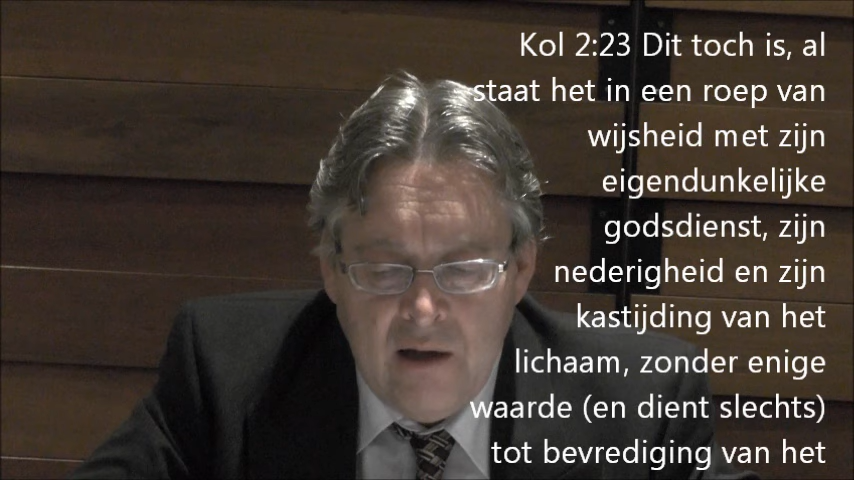 Kol 2:23 Dit toch is, al
staat het in een roep van
wijsheid met zijn
eigendunkelijke
godsdienst, zijn
nederigheid en zijn
kastijding van het
lichaam, zonder enige
waarde (en dient slechts)
tot bevrediging van het